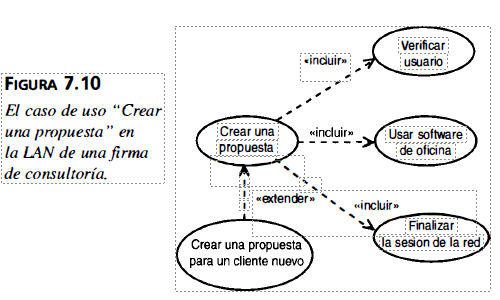 FIGURA 7.10
El caso de uso “Crear
una propuesta” en
la LAN de una firma
de consultoría.
Verificar
usuario
«incluir»
Crear una
propuesta
«incluir»
Usar software
de oficina
«extender»
«incluir»
Finalizar
la sesion de la red
Crear una propuesta
para un cliente nuevo